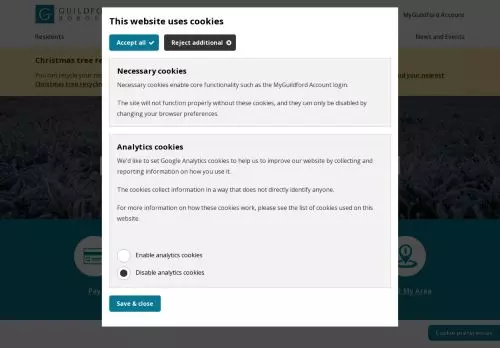 GUILDFORD
BOROUGH
MyGuildford Account
Residents
News and Events
Christmas tree re
You can recycle your rea
nd your nearest
Christmas tree recycling
This website uses cookies
Accept all
Reject additional
Necessary cookies
Necessary cookies enable core functionality such as the MyGuildford Account login.
The site will not function properly without these cookies, and they can only be disabled by
changing your browser preferences.
Analytics cookies
We'd like to set Google Analytics cookies to help us to improve our website by collecting and
reporting information on how you use it.
The cookies collect information in a way that does not directly identify anyone.
For more information on how these cookies work, please see the list of cookies used on this
website.
Enable analytics cookies
Disable analytics cookies
Pay
My Area
Save & close
Cookie preferences